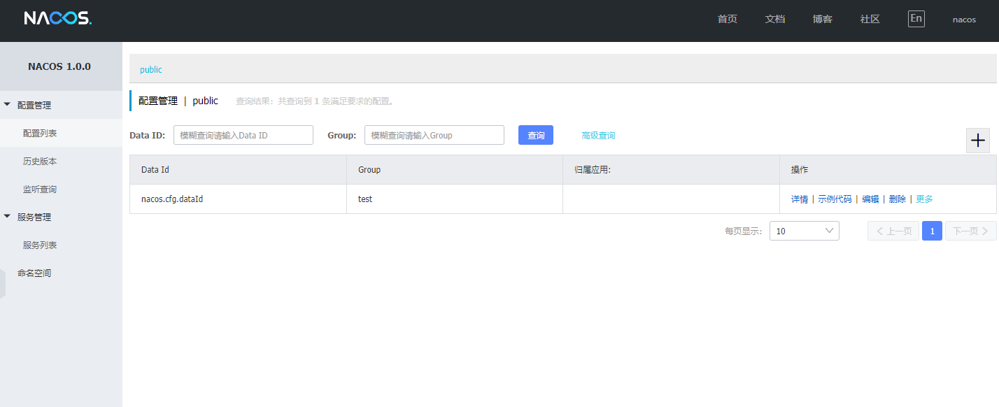 NACOS.
首页 文档 博客 社区 En nacos
NACOS 1.0.0
配置管理
配置列表
历史版本
监听查询
服务管理
服务列表
命名空间
public
配置管理 | public 查询结果：共查询到 1 条满足要求的配置。
Data ID: 模糊查询请输入Data ID Group: 模糊查询请输入Group 查询 高级查询
Data Id Group 归属应用: 操作
nacos.cfg.dataId test 详情 | 示例代码 | 编辑 | 删除 | 更多
每页显示: 10 上一页 1 下一页